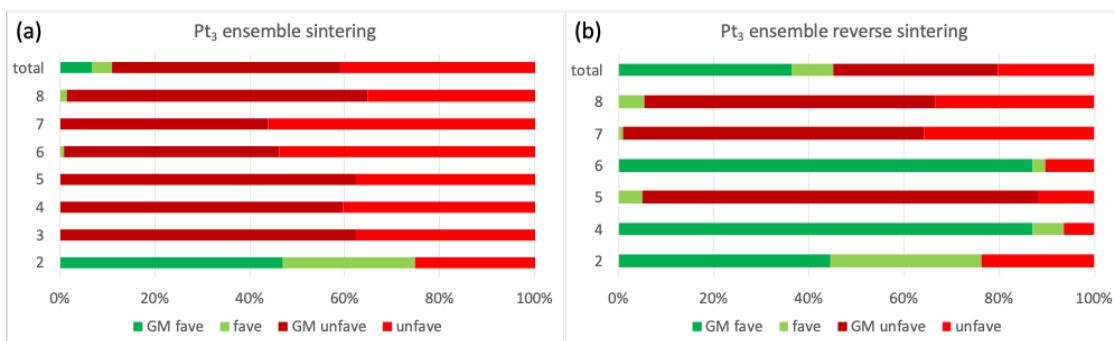 (a)
Pt₃ ensemble sintering
total
8
7
6
5
4
3
2
0% 20% 40% 60% 80% 100%
GM fave fave GM unfave unfave
(b)
Pt₃ ensemble reverse sintering
total
8
7
6
5
4
2
0% 20% 40% 60% 80% 100%
GM fave fave GM unfave unfave